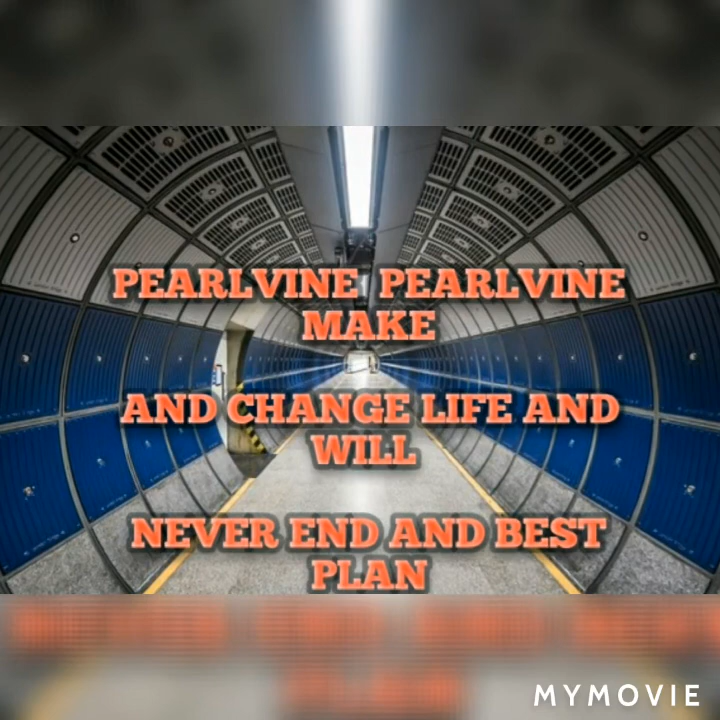 PEARLVINE PEARLVINE
MAKE
AND CHANGE LIFE AND
WILL
NEVER END AND BEST
PLAN
MYMOVIE